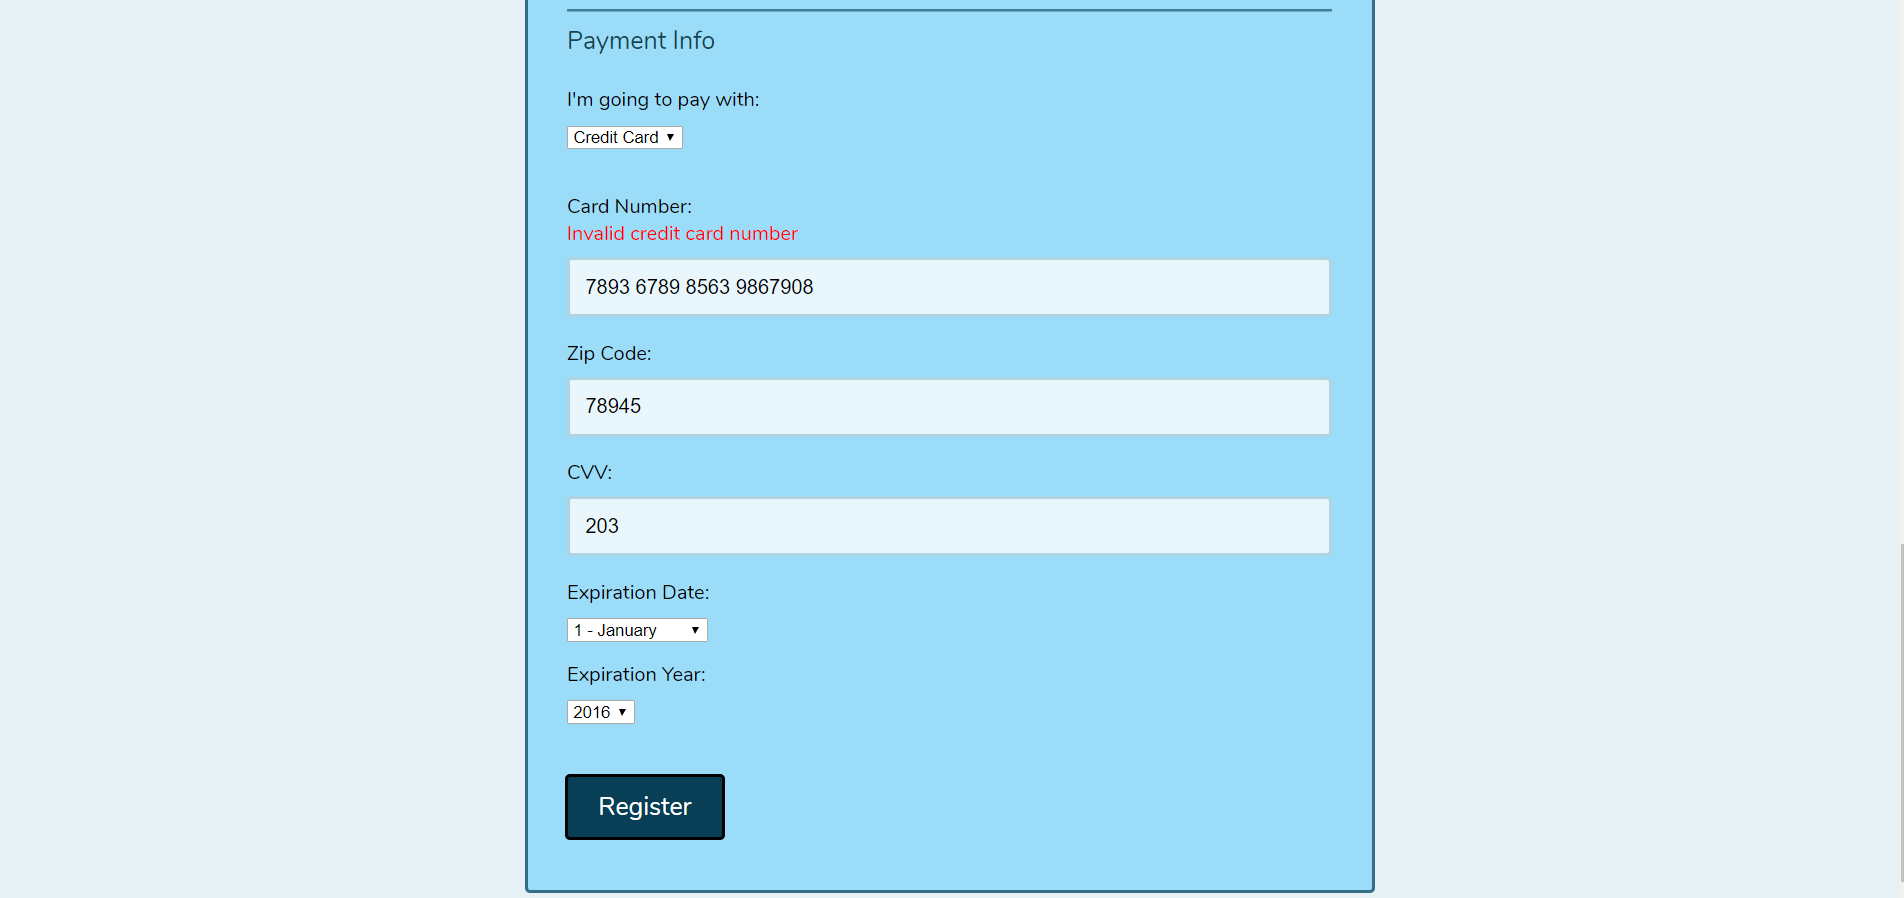 Payment Info
I'm going to pay with:
Credit Card
Card Number:
Invalid credit card number
7893 6789 8563 9867908
Zip Code:
78945
CVV:
203
Expiration Date:
1 - January
Expiration Year:
2016
Register